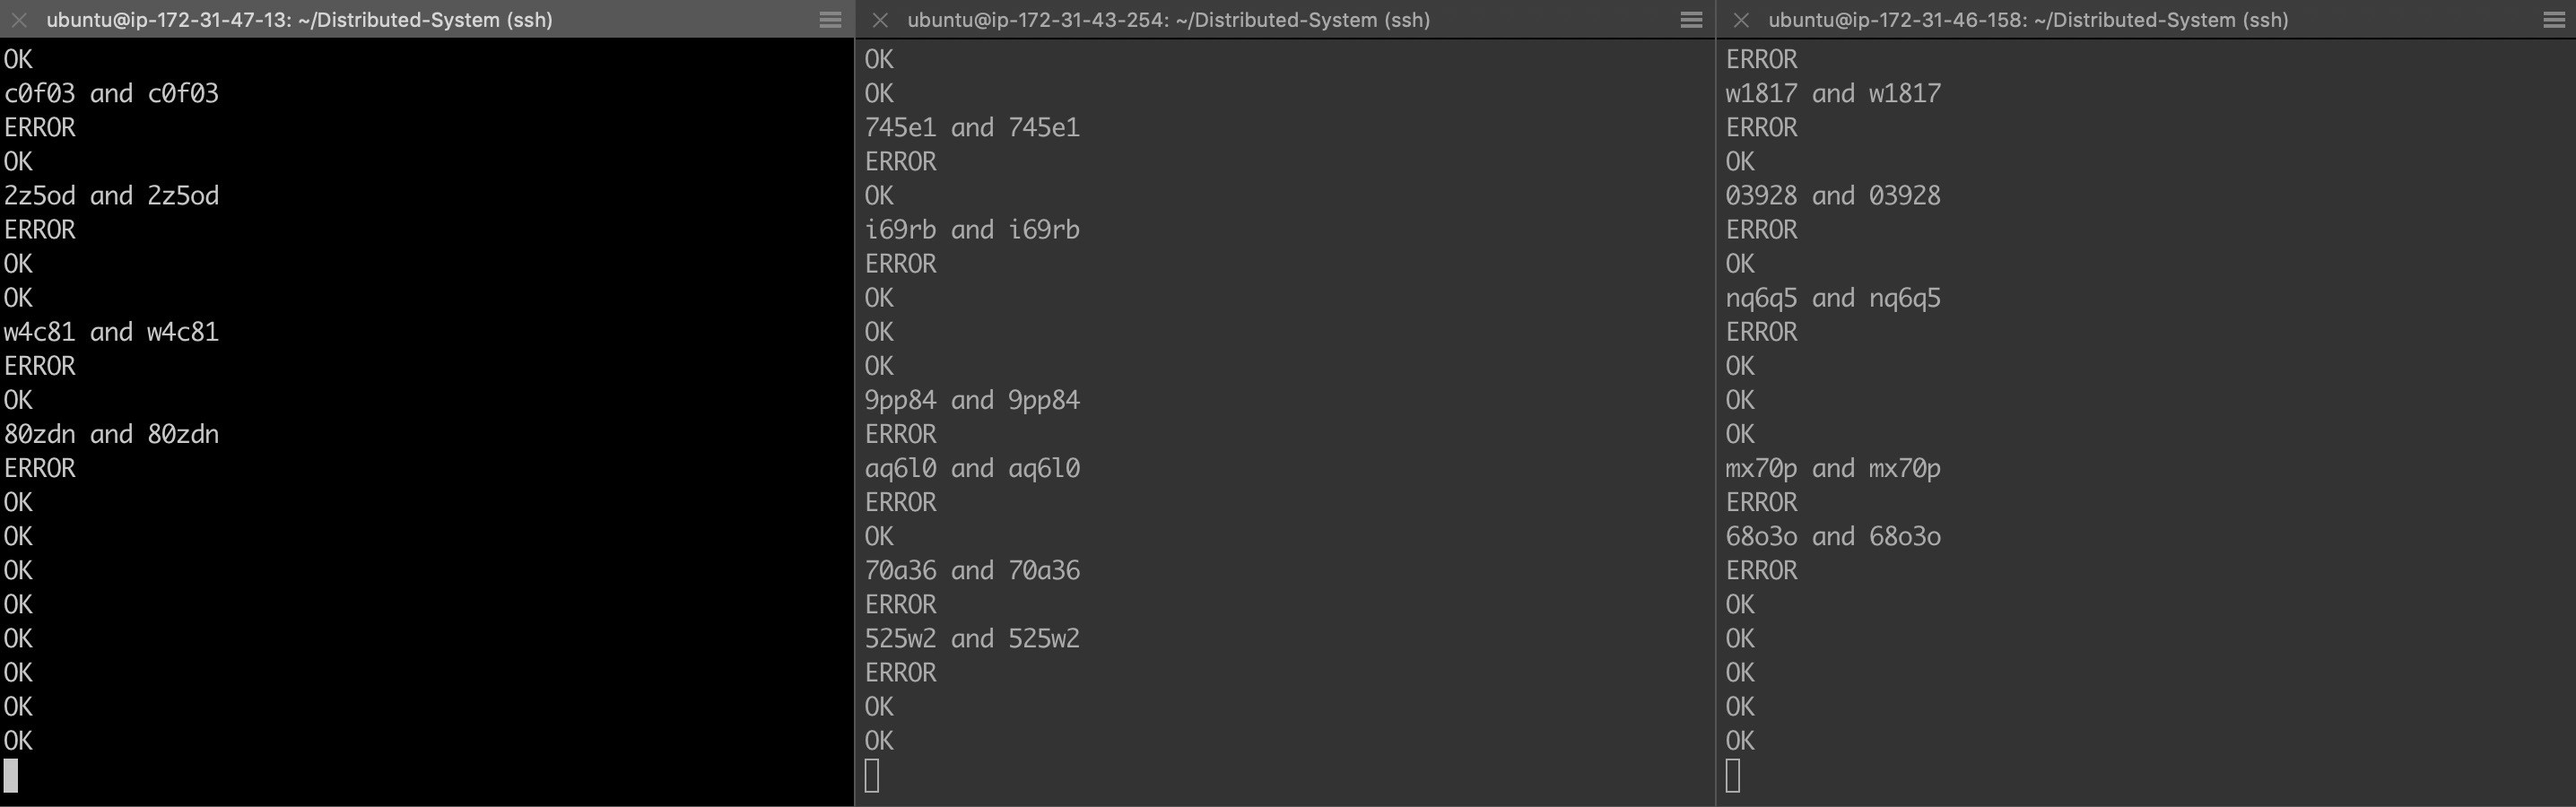 ubuntu@ip-172-31-47-13: ~/Distributed-System (ssh)
OK
c0f03 and c0f03
ERROR
OK
2z5od and 2z5od
ERROR
OK
OK
w4c81 and w4c81
ERROR
OK
80zdn and 80zdn
ERROR
OK
OK
OK
OK
OK
OK
OK
OK
ubuntu@ip-172-31-43-254: ~/Distributed-System (ssh)
OK
OK
745e1 and 745e1
ERROR
OK
i69rb and i69rb
ERROR
OK
OK
OK
9pp84 and 9pp84
ERROR
aq6l0 and aq6l0
ERROR
OK
70a36 and 70a36
ERROR
525w2 and 525w2
ERROR
OK
OK
ubuntu@ip-172-31-46-158: ~/Distributed-System (ssh)
ERROR
w1817 and w1817
ERROR
OK
03928 and 03928
ERROR
OK
nq6q5 and nq6q5
ERROR
OK
OK
OK
mx70p and mx70p
ERROR
68o3o and 68o3o
ERROR
OK
OK
OK
OK
OK